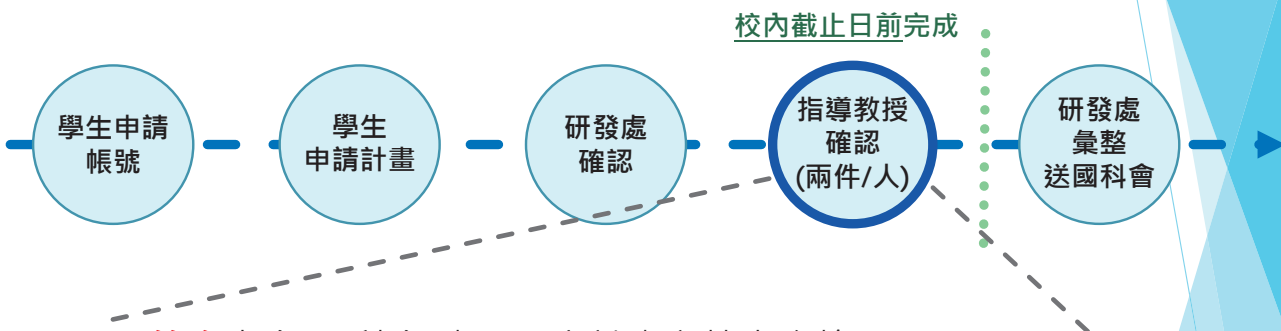 校內截止日前完成
學生申請
帳號
學生
申請計畫
研發處
確認
指導教授
確認
(兩件/人)
研發處
彙整
送國科會